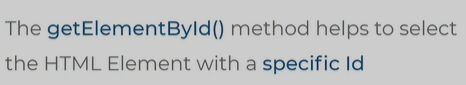 The getElementById() method helps to select
the HTML Element with a specific Id